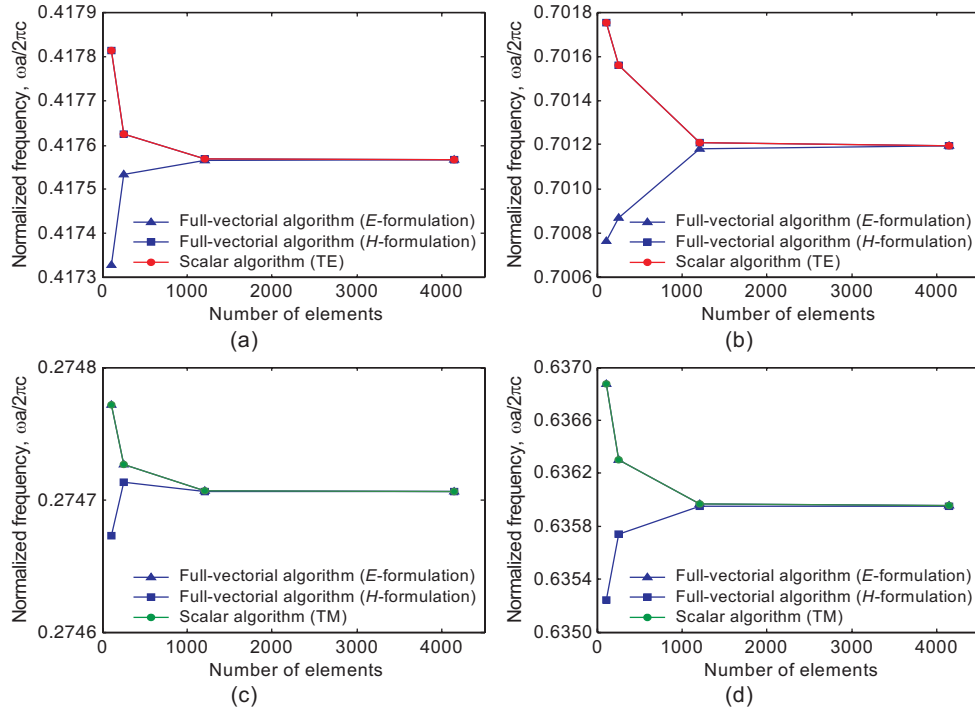 0.4179
0.4178
0.4177
0.4176
0.4175
0.4174
0.4173
Normalized frequency, ωa/2πc
Full-vectorial algorithm (E-formulation)
Full-vectorial algorithm (H-formulation)
Scalar algorithm (TE)
0 1000 2000 3000 4000
Number of elements
(a)
0.7018
0.7016
0.7014
0.7012
0.7010
0.7008
0.7006
Normalized frequency, ωa/2πc
Full-vectorial algorithm (E-formulation)
Full-vectorial algorithm (H-formulation)
Scalar algorithm (TE)
0 1000 2000 3000 4000
Number of elements
(b)
0.2748
0.2747
0.2746
Normalized frequency, ωa/2πc
Full-vectorial algorithm (E-formulation)
Full-vectorial algorithm (H-formulation)
Scalar algorithm (TM)
0 1000 2000 3000 4000
Number of elements
(c)
0.6370
0.6366
0.6362
0.6358
0.6354
0.6350
Normalized frequency, ωa/2πc
Full-vectorial algorithm (E-formulation)
Full-vectorial algorithm (H-formulation)
Scalar algorithm (TM)
0 1000 2000 3000 4000
Number of elements
(d)